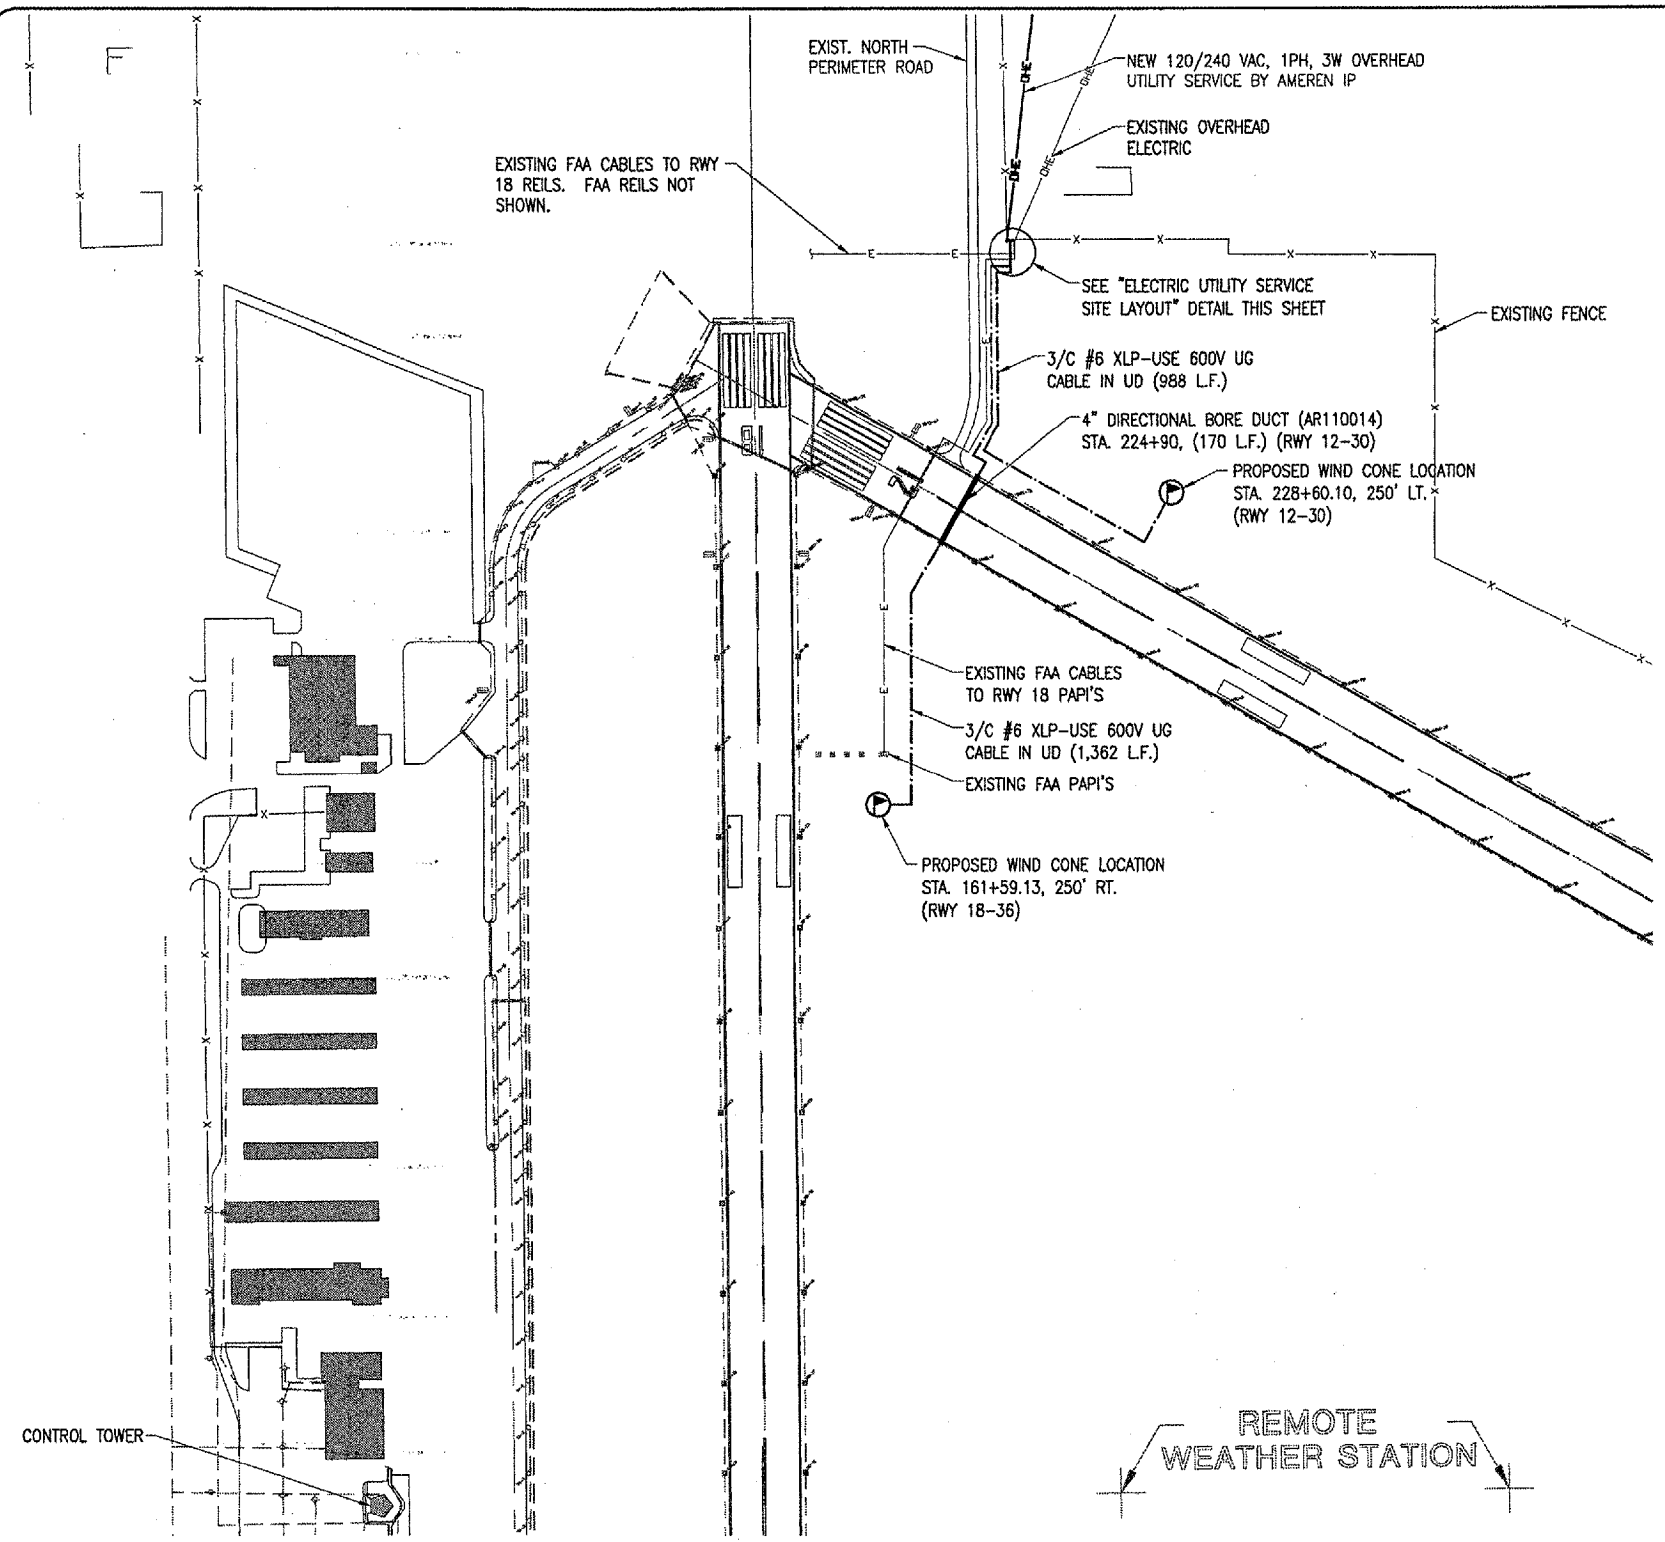 EXIST. NORTH
PERIMETER ROAD
NEW 120/240 VAC, 1PH, 3W OVERHEAD
UTILITY SERVICE BY AMEREN IP
EXISTING OVERHEAD
ELECTRIC
EXISTING FAA CABLES TO RWY
18 REILS. FAA REILS NOT
SHOWN.
OHE
OHE
OHE
OHE
SEE "ELECTRIC UTILITY SERVICE
SITE LAYOUT" DETAIL THIS SHEET
EXISTING FENCE
3/C #6 XLP-USE 600V UG
CABLE IN UD (988 L.F.)
4" DIRECTIONAL BORE DUCT (AR110014)
STA. 224+90, (170 L.F.) (RWY 12-30)
PROPOSED WIND CONE LOCATION
STA. 228+60.10, 250' LT.
(RWY 12-30)
18
12
EXISTING FAA CABLES
TO RWY 18 PAPI'S
3/C #6 XLP-USE 600V UG
CABLE IN UD (1,362 L.F.)
EXISTING FAA PAPI'S
PROPOSED WIND CONE LOCATION
STA. 161+59.13, 250' RT.
(RWY 18-36)
CONTROL TOWER
REMOTE
WEATHER STATION